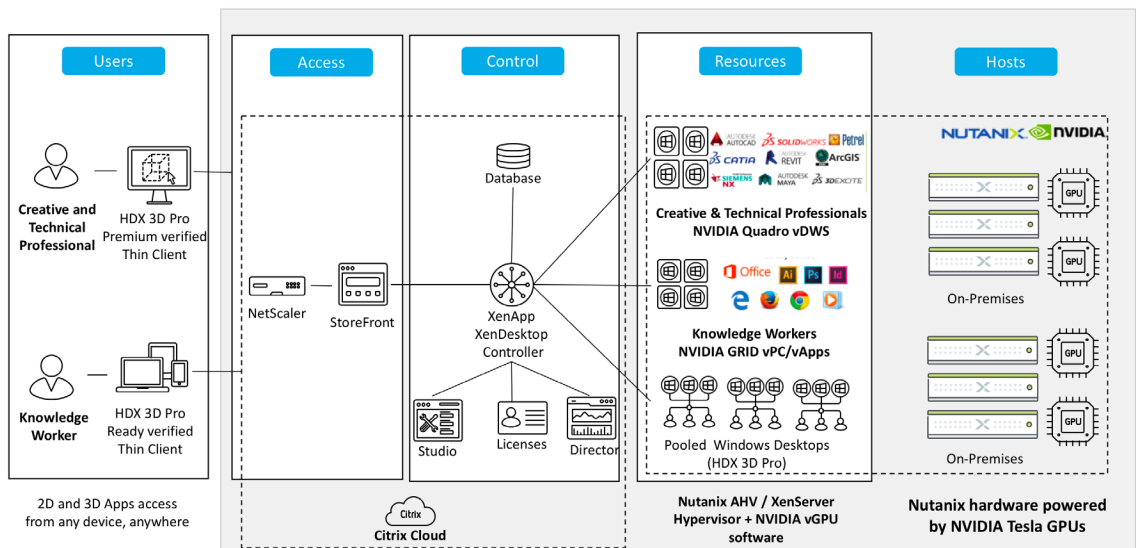 Users
Access
Control
Resources
Hosts
Creative and
Technical
Professional
HDX 3D Pro
Premium verified
Thin Client
Knowledge
Worker
HDX 3D Pro
Ready verified
Thin Client
2D and 3D Apps access
from any device, anywhere
NetScaler
StoreFront
Database
XenApp
XenDesktop
Controller
Studio
Licenses
Director
Citrix
Citrix Cloud
AUTODESK
AUTOCAD
SOLIDWORKS
Petrel
CATIA
AUTODESK
REVIT
ArcGIS
SIEMENS
NX
AUTODESK
MAYA
3DEXCITE
Creative & Technical Professionals
NVIDIA Quadro vDWS
Office
Ai
Ps
Id
Knowledge Workers
NVIDIA GRID vPC/vApps
Pooled Windows Desktops
(HDX 3D Pro)
Nutanix AHV / XenServer
Hypervisor + NVIDIA vGPU
software
NUTANIX
NVIDIA
GPU
GPU
On-Premises
GPU
GPU
On-Premises
Nutanix hardware powered
by NVIDIA Tesla GPUs